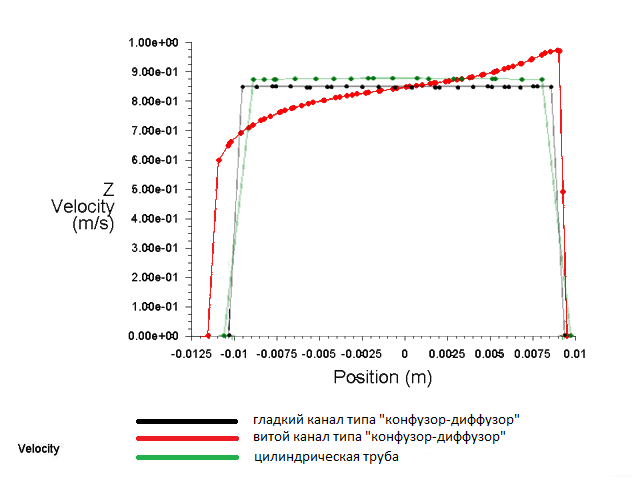 1.00e+00
9.00e-01
8.00e-01
7.00e-01
6.00e-01
Z
Velocity
(m/s)
5.00e-01
4.00e-01
3.00e-01
2.00e-01
1.00e-01
0.00e+00
-0.0125 -0.01 -0.0075 -0.005 -0.0025 0 0.0025 0.005 0.0075 0.01
Position (m)
гладкий канал типа "конфузор-диффузор"
витой канал типа "конфузор-диффузор"
Velocity
цилиндрическая труба